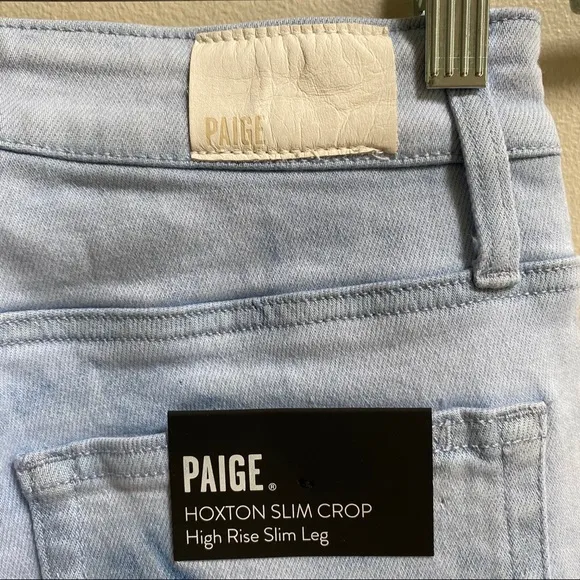 PAIGE
PAIGE®
HOXTON SLIM CROP
High Rise Slim Leg